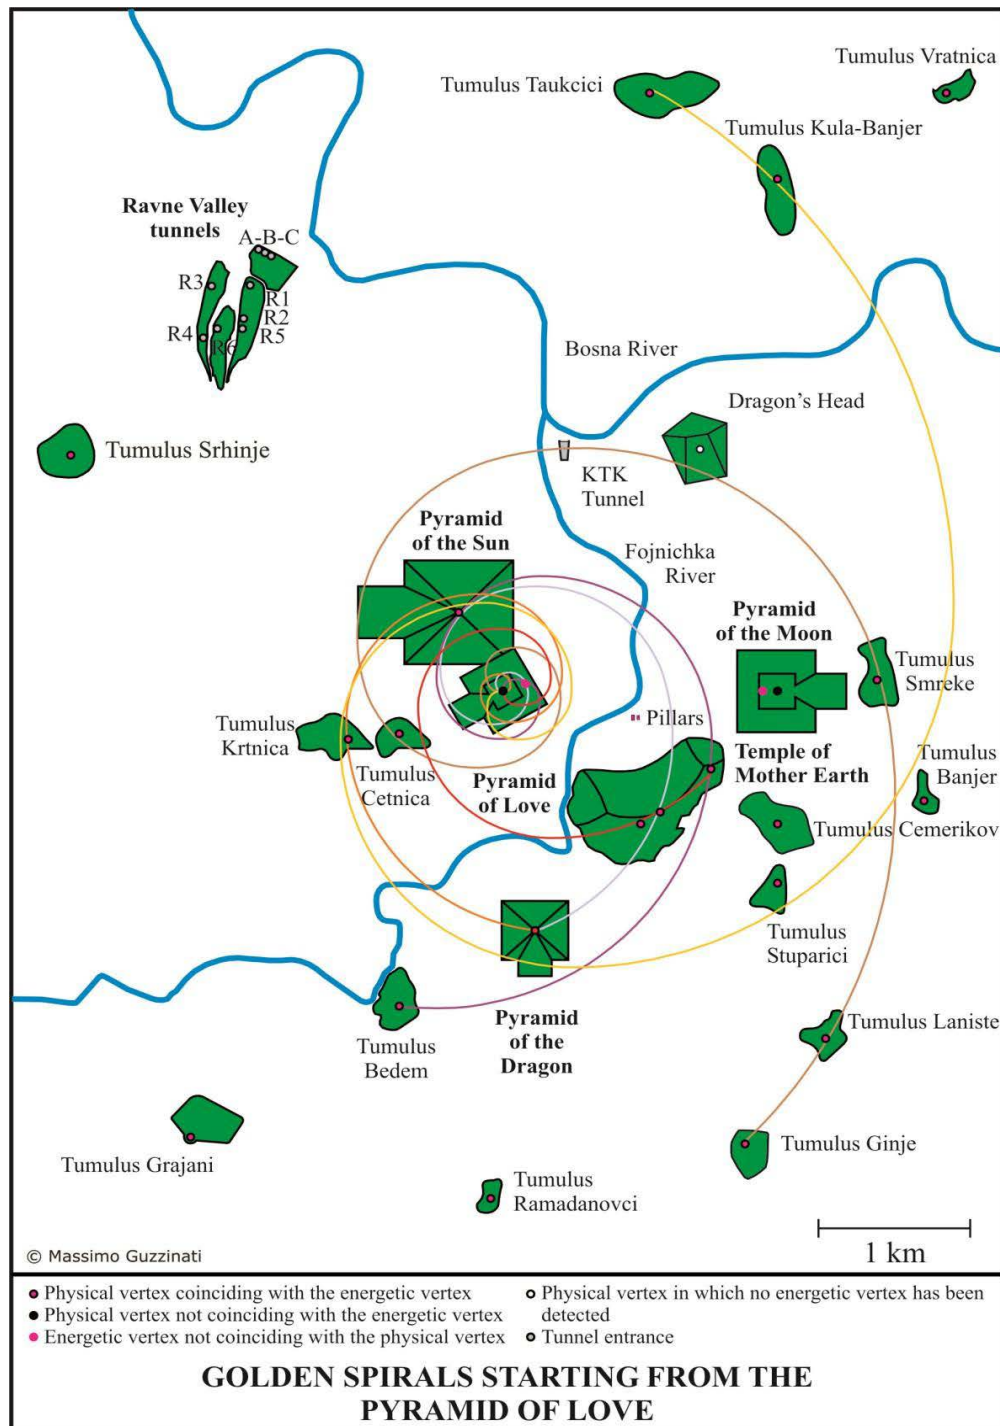 Tumulus Vratnica
Tumulus Taukcici
Tumulus Kula-Banjer
Ravne Valley
tunnels
A-B-C
R3
R1
R2
R4
R6
R5
Bosna River
Dragon's Head
Tumulus Srhinje
KTK
Tunnel
Pyramid
of the Sun
Fojnichka
River
Pyramid
of the Moon
Tumulus
Smreke
Tumulus
Krtnica
Pillars
Tumulus
Cetnica
Pyramid
of Love
Temple of
Mother Earth
Tumulus
Banjer
Tumulus Cemerikov
Tumulus
Stuparici
Tumulus Laniste
Pyramid
of the
Dragon
Tumulus
Bedem
Tumulus Ginje
Tumulus Grajani
Tumulus
Ramadanovci
1 km
© Massimo Guzzinati
Physical vertex coinciding with the energetic vertex
Physical vertex not coinciding with the energetic vertex
Energetic vertex not coinciding with the physical vertex
Physical vertex in which no energetic vertex has been
detected
Tunnel entrance
GOLDEN SPIRALS STARTING FROM THE
PYRAMID OF LOVE